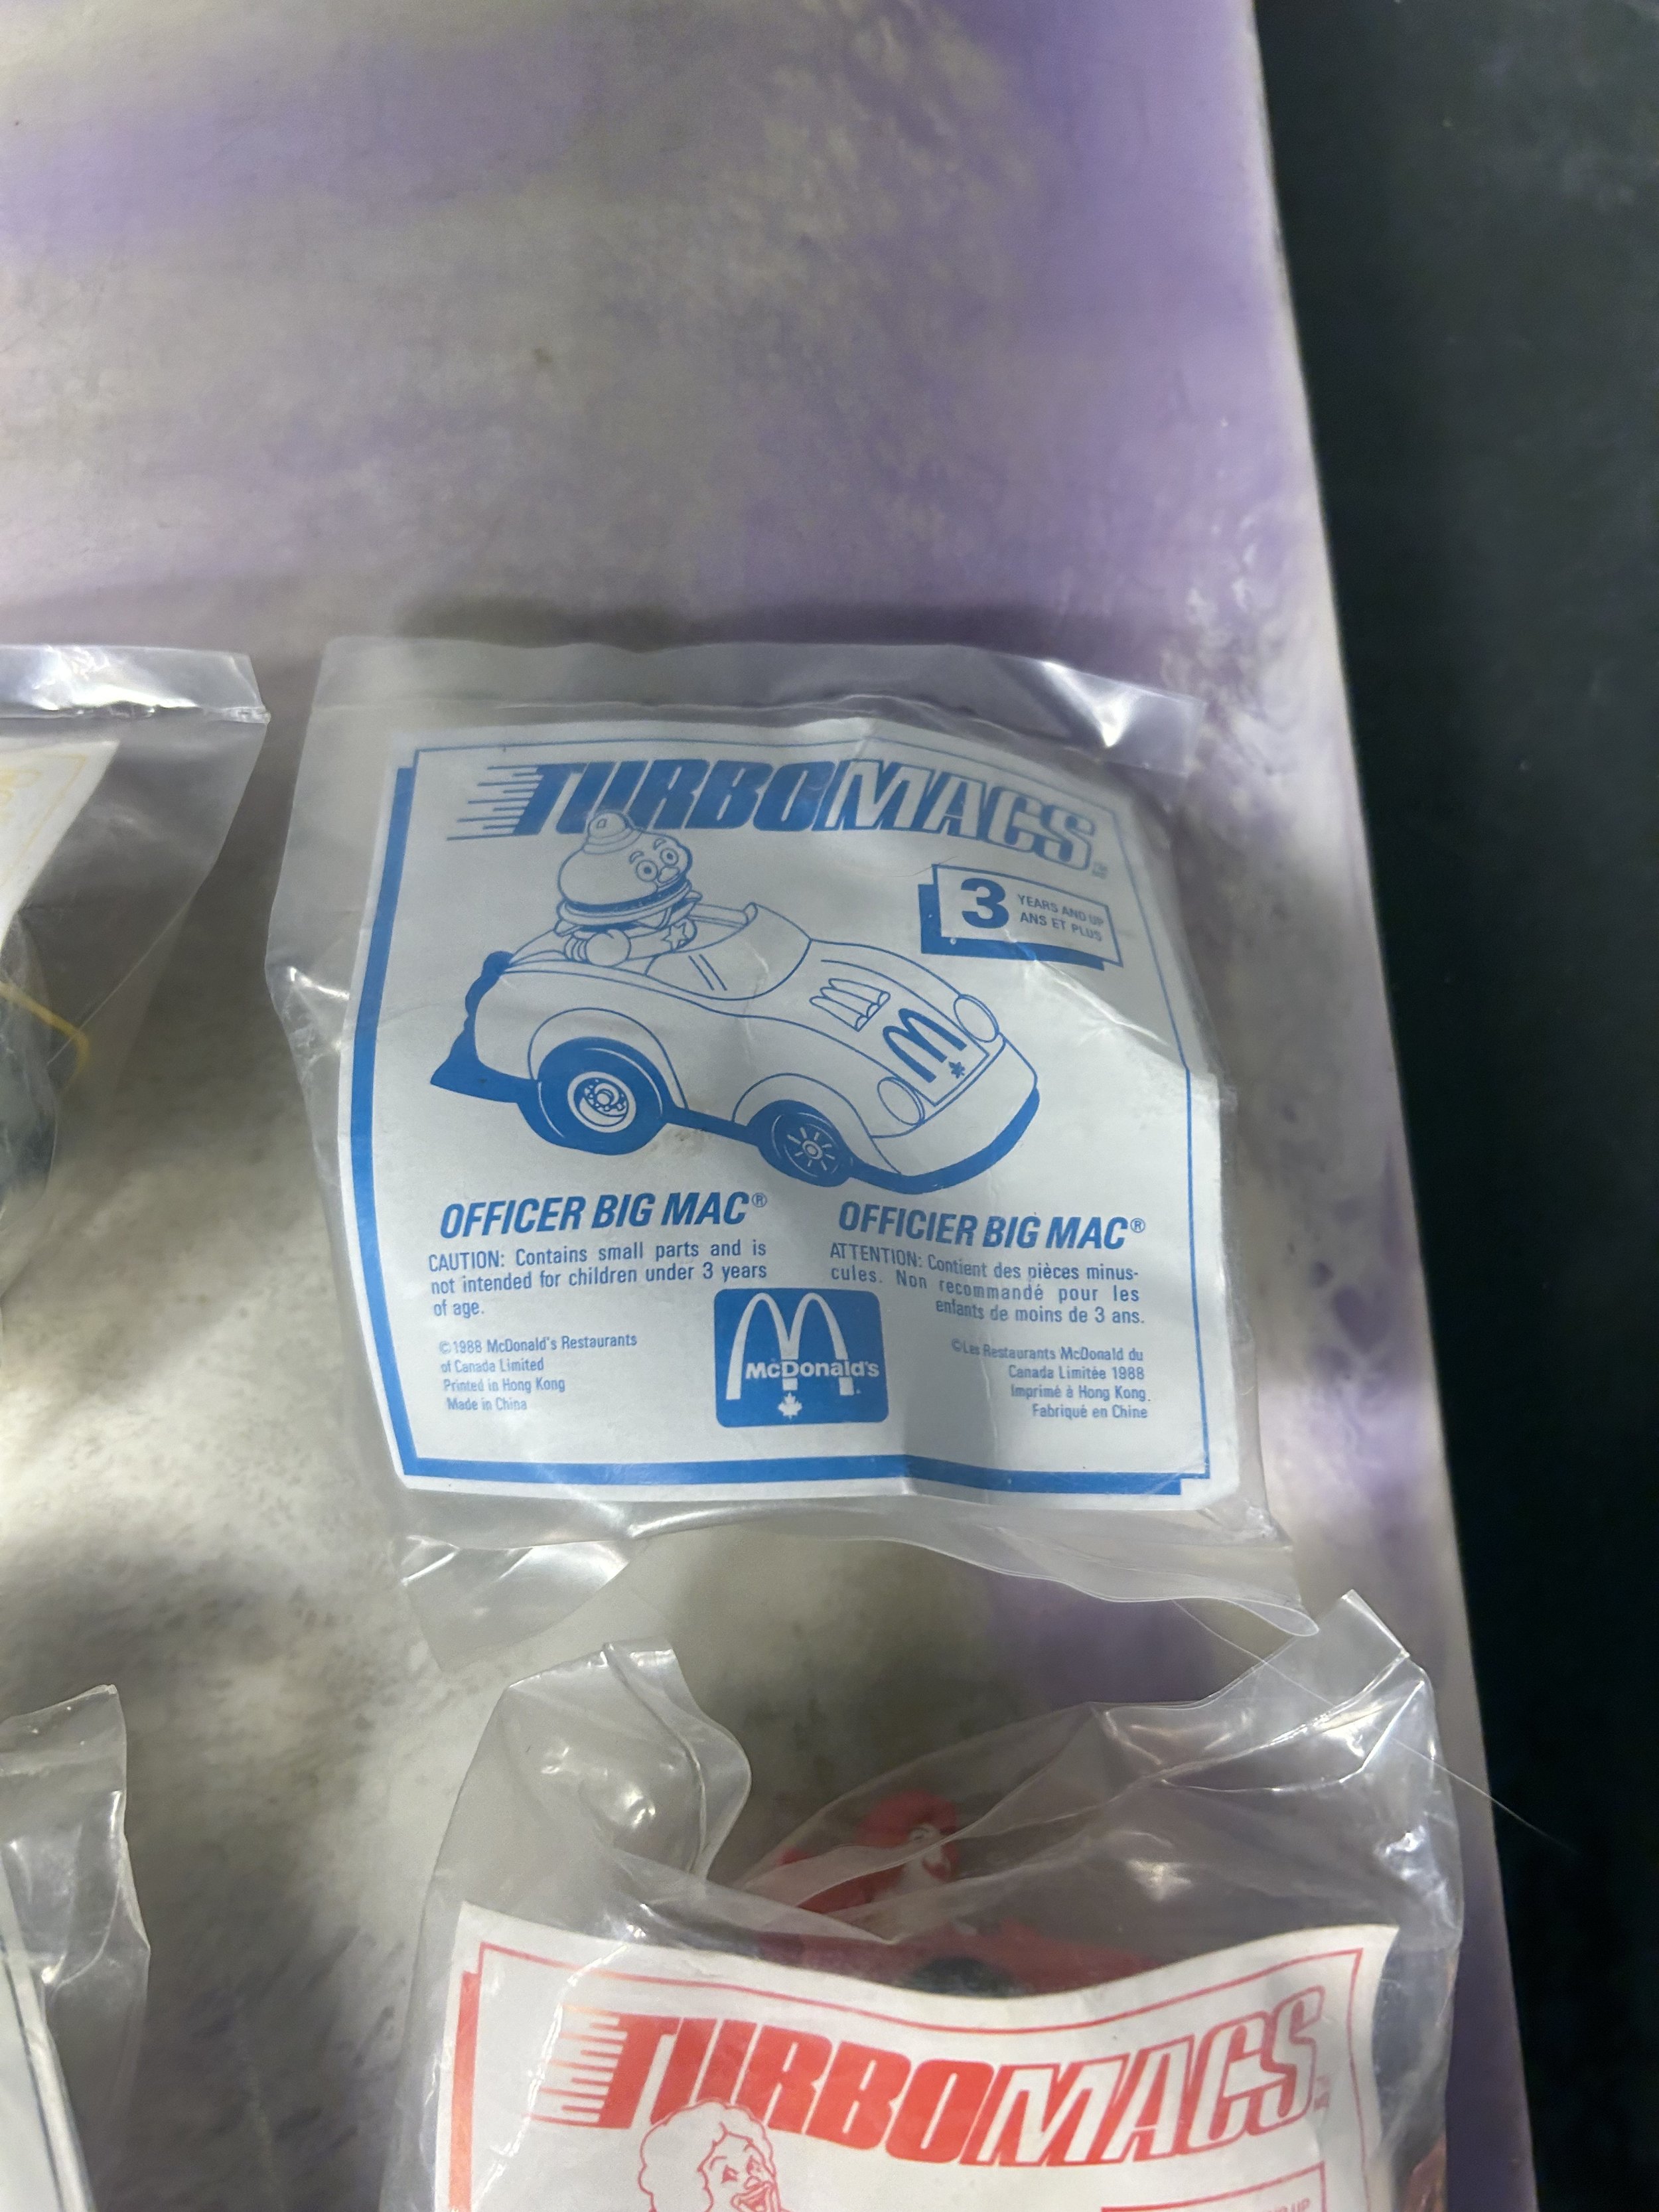 TURBOMACS
TM
3
YEARS AND UP
ANS ET PLUS
OFFICER BIG MAC®
CAUTION: Contains small parts and is
not intended for children under 3 years
of age.
©1988 McDonald's Restaurants
of Canada Limited
Printed in Hong Kong
Made in China
McDonald's
OFFICIER BIG MAC®
ATTENTION: Contient des pièces minus-
cules. Non recommandé pour les
enfants de moins de 3 ans.
©Les Restaurants McDonald du
Canada Limitée 1988
Imprimé à Hong Kong.
Fabriqué en Chine
TURBOMACS